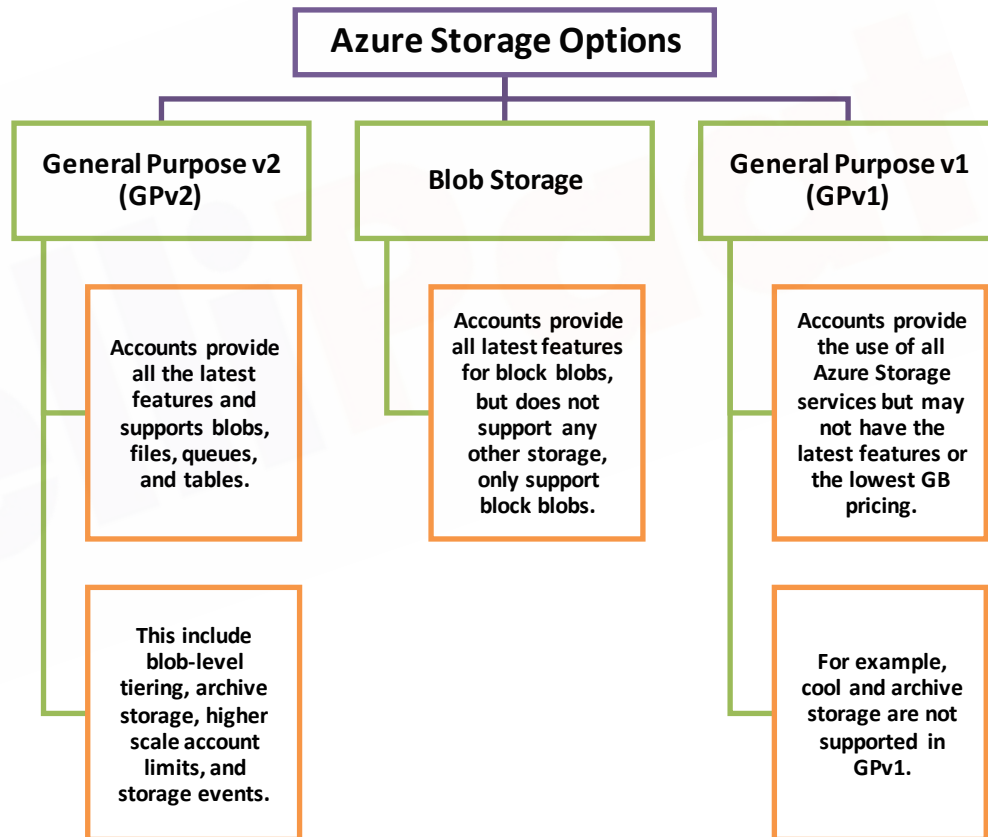 Azure Storage Options
General Purpose v2
(GPv2)
Blob Storage
General Purpose v1
(GPv1)
Accounts provide
all the latest
features and
supports blobs,
files, queues,
and tables.
Accounts provide
all latest features
for block blobs,
but does not
support any
other storage,
only support
block blobs.
Accounts provide
the use of all
Azure Storage
services but may
not have the
latest features or
the lowest GB
pricing.
This include
blob-level
tiering, archive
storage, higher
scale account
limits, and
storage events.
For example,
cool and archive
storage are not
supported in
GPv1.